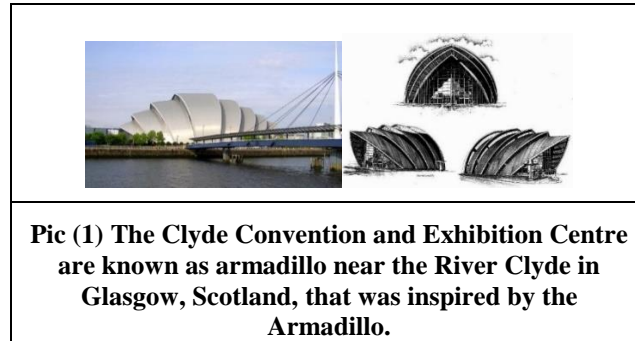 Pic (1) The Clyde Convention and Exhibition Centre
are known as armadillo near the River Clyde in
Glasgow, Scotland, that was inspired by the
Armadillo.